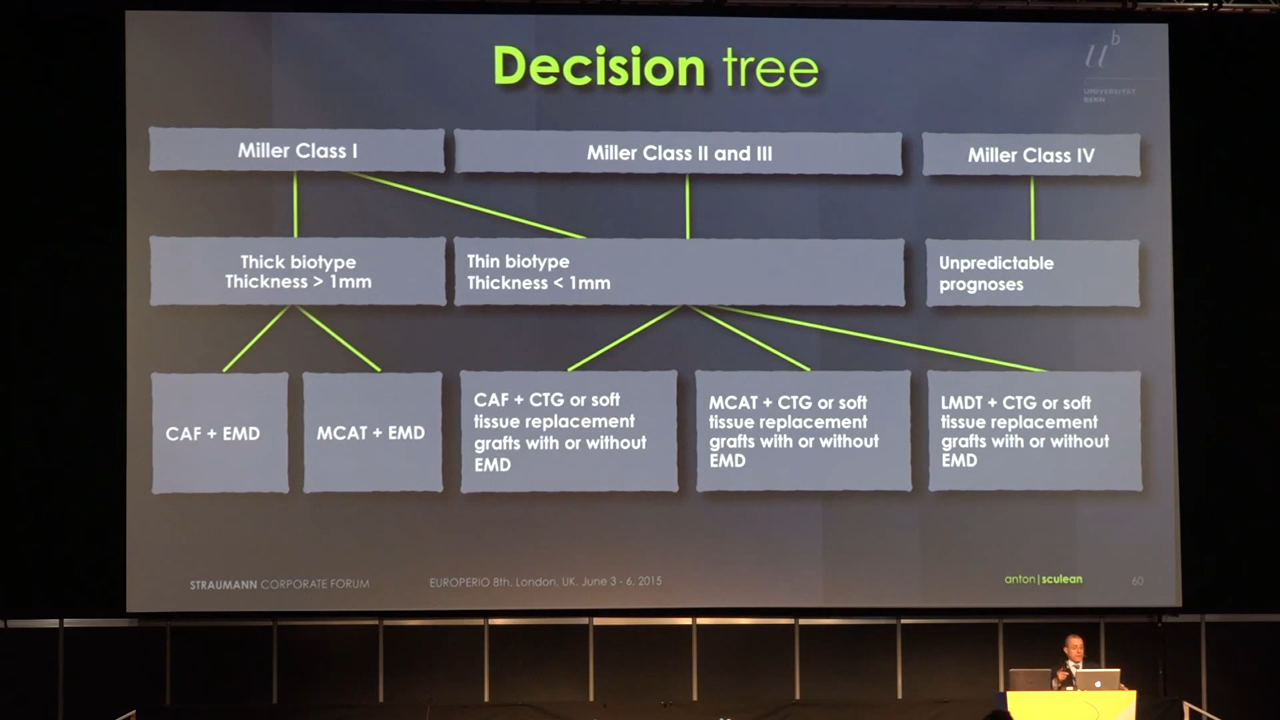 Decision tree
u
b
UNIVERSITÄT
BERN
Miller Class I
Miller Class II and III
Miller Class IV
Thick biotype
Thickness > 1mm
Thin biotype
Thickness < 1mm
Unpredictable
prognoses
CAF + EMD
MCAT + EMD
CAF + CTG or soft
tissue replacement
grafts with or without
EMD
MCAT + CTG or soft
tissue replacement
grafts with or without
EMD
LMDT + CTG or soft
tissue replacement
grafts with or without
EMD
STRAUMANN CORPORATE FORUM
EUROPERIO 8th, London, UK, June 3 - 6, 2015
anton|sculean
60